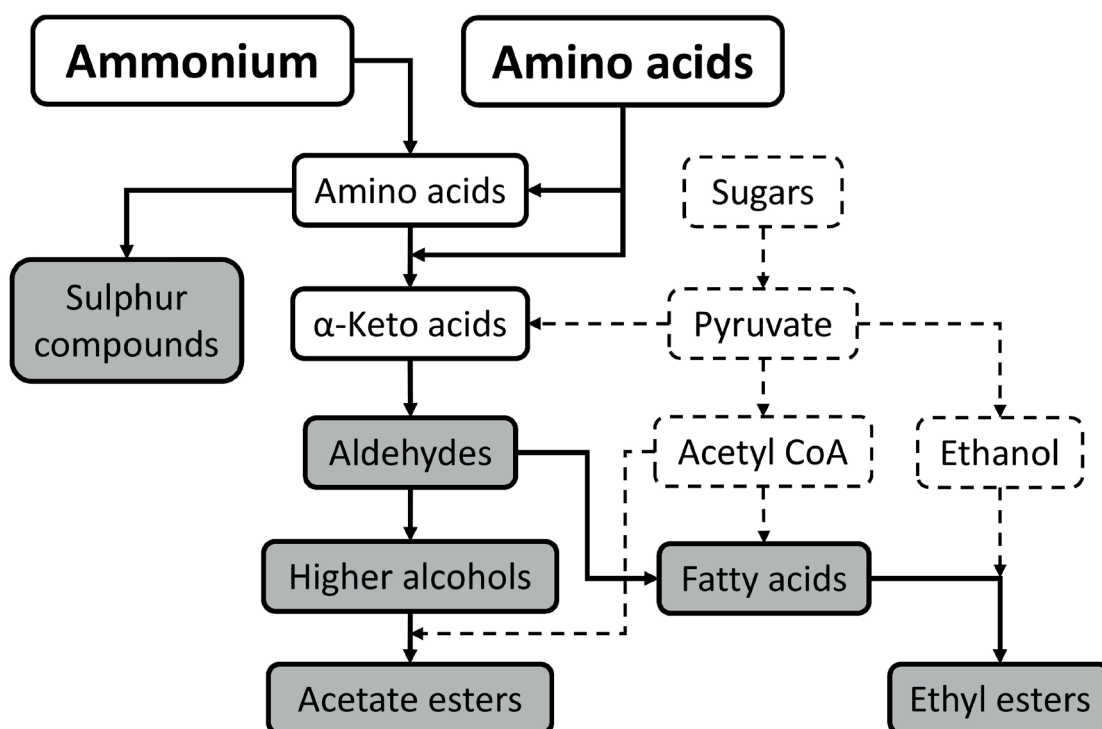 Ammonium
Amino acids
Amino acids
Sugars
Sulphur
compounds
α-Keto acids
Pyruvate
Aldehydes
Acetyl CoA
Ethanol
Higher alcohols
Fatty acids
Acetate esters
Ethyl esters